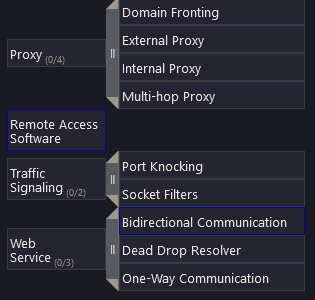 Domain Fronting
External Proxy
Proxy (0/4)
Internal Proxy
Multi-hop Proxy
Remote Access
Software
Port Knocking
Traffic
Signaling (0/2)
Socket Filters
Bidirectional Communication
Web
Service (0/3)
Dead Drop Resolver
One-Way Communication